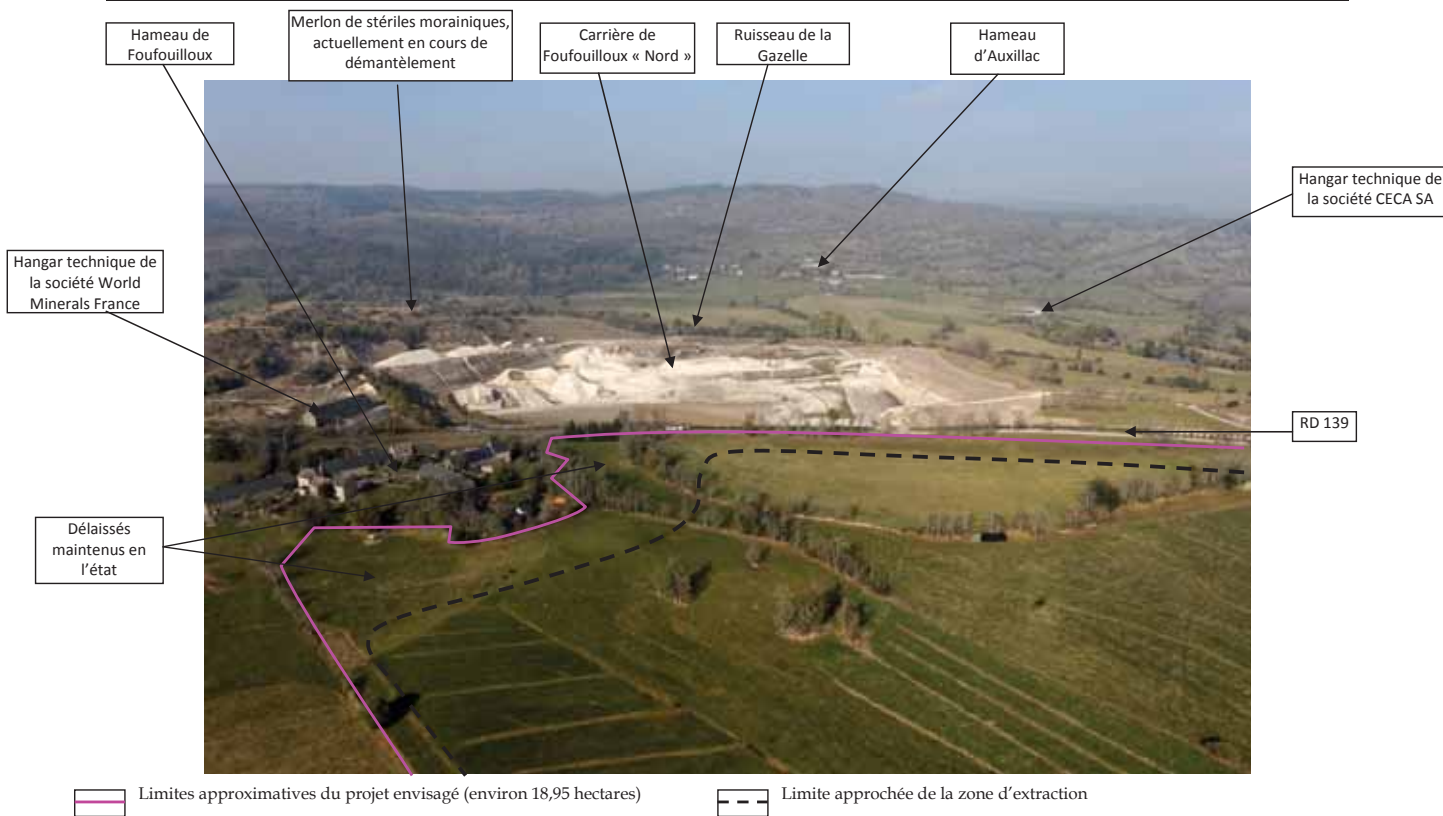 Hameau de
Foufouilloux
Merlon de stériles morainiques,
actuellement en cours de
démantèlement
Carrière de
Foufouilloux « Nord »
Ruisseau de la
Gazelle
Hameau
d'Auxillac
Hangar technique de
la société CECA SA
Hangar technique de
la société World
Minerals France
RD 139
Délaissés
maintenus en
l'état
Limites approximatives du projet envisagé (environ 18,95 hectares)
Limite approchée de la zone d'extraction